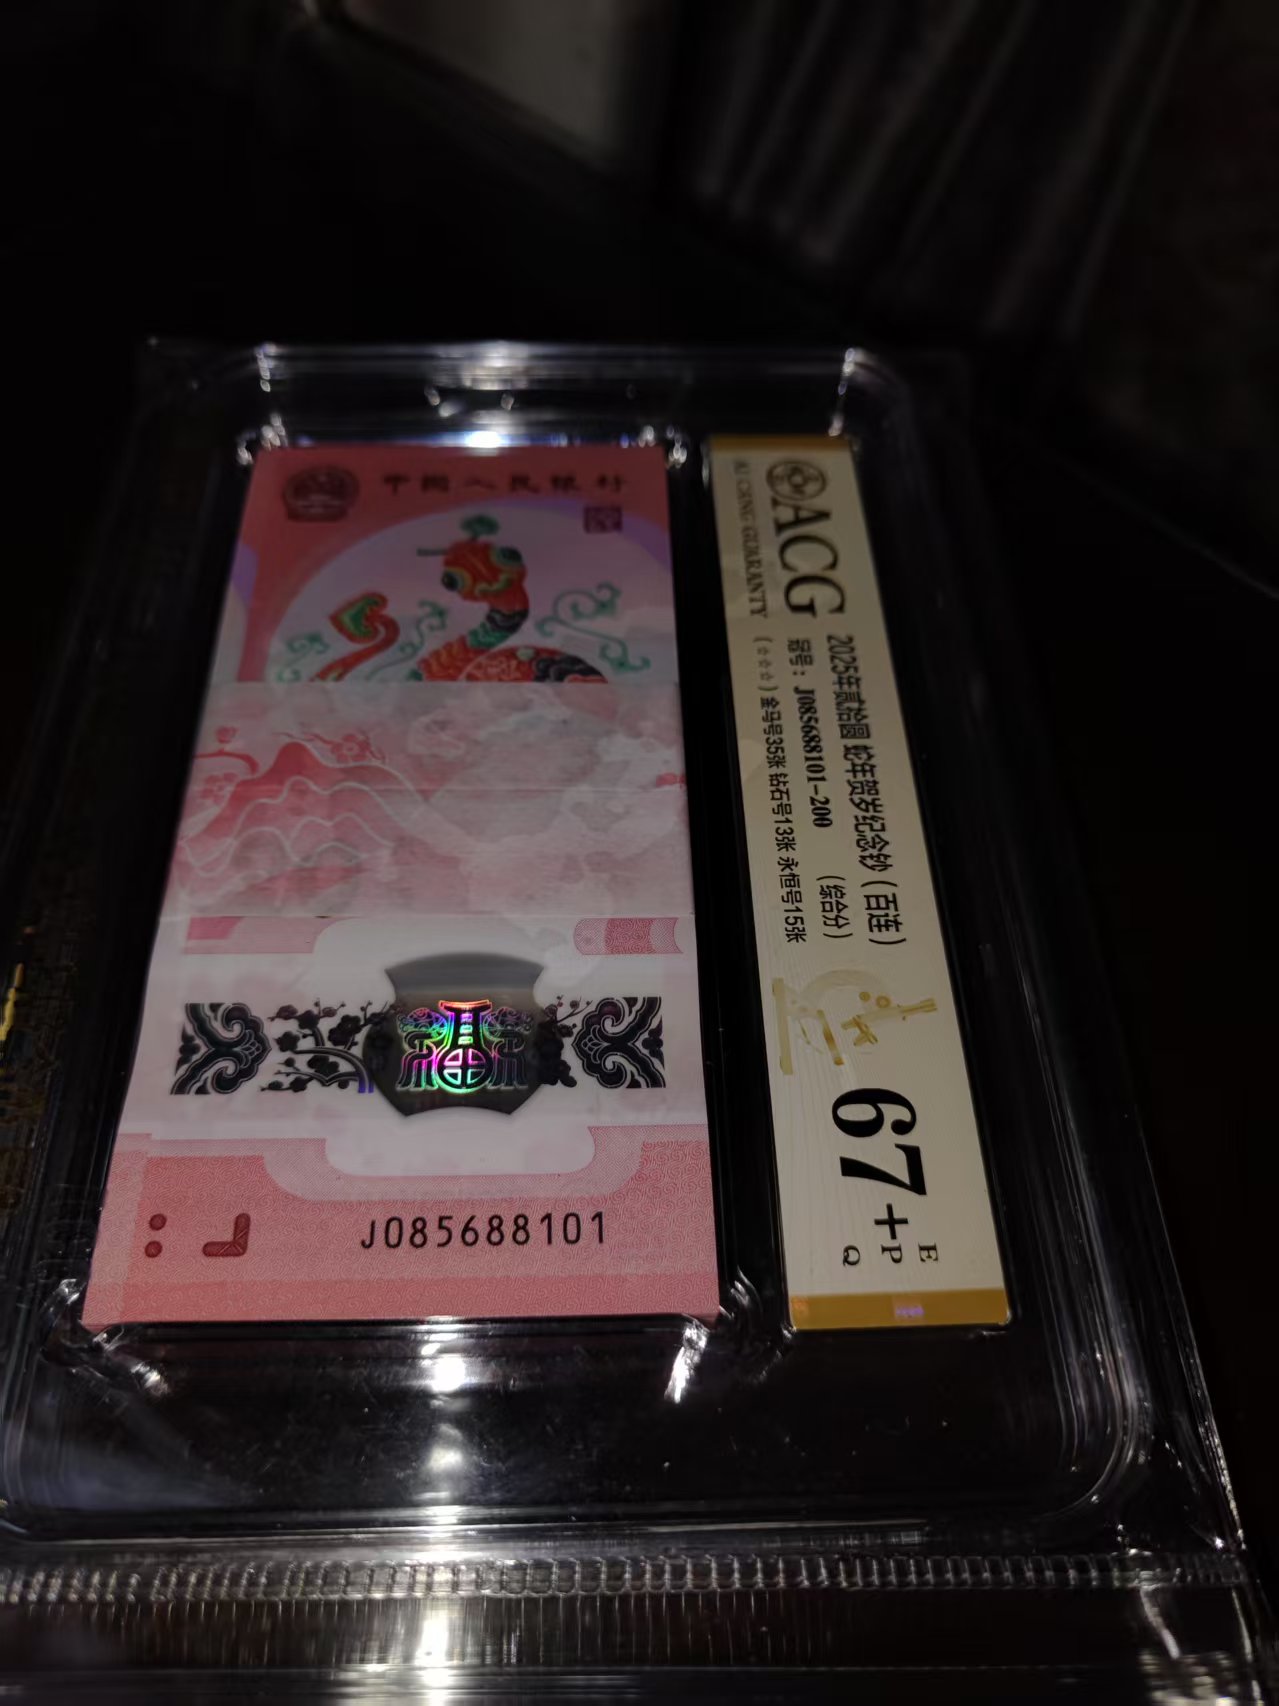 中国人民银行
J085688101
ACG
AI CHNG GUARANTY
2025年贰拾圆 蛇年贺岁纪念钞（百连）
冠号：J085688101-200 （综合分）
（☆☆☆）金马号35张 钻石号13张 永恒号15张
67+
E
P
Q